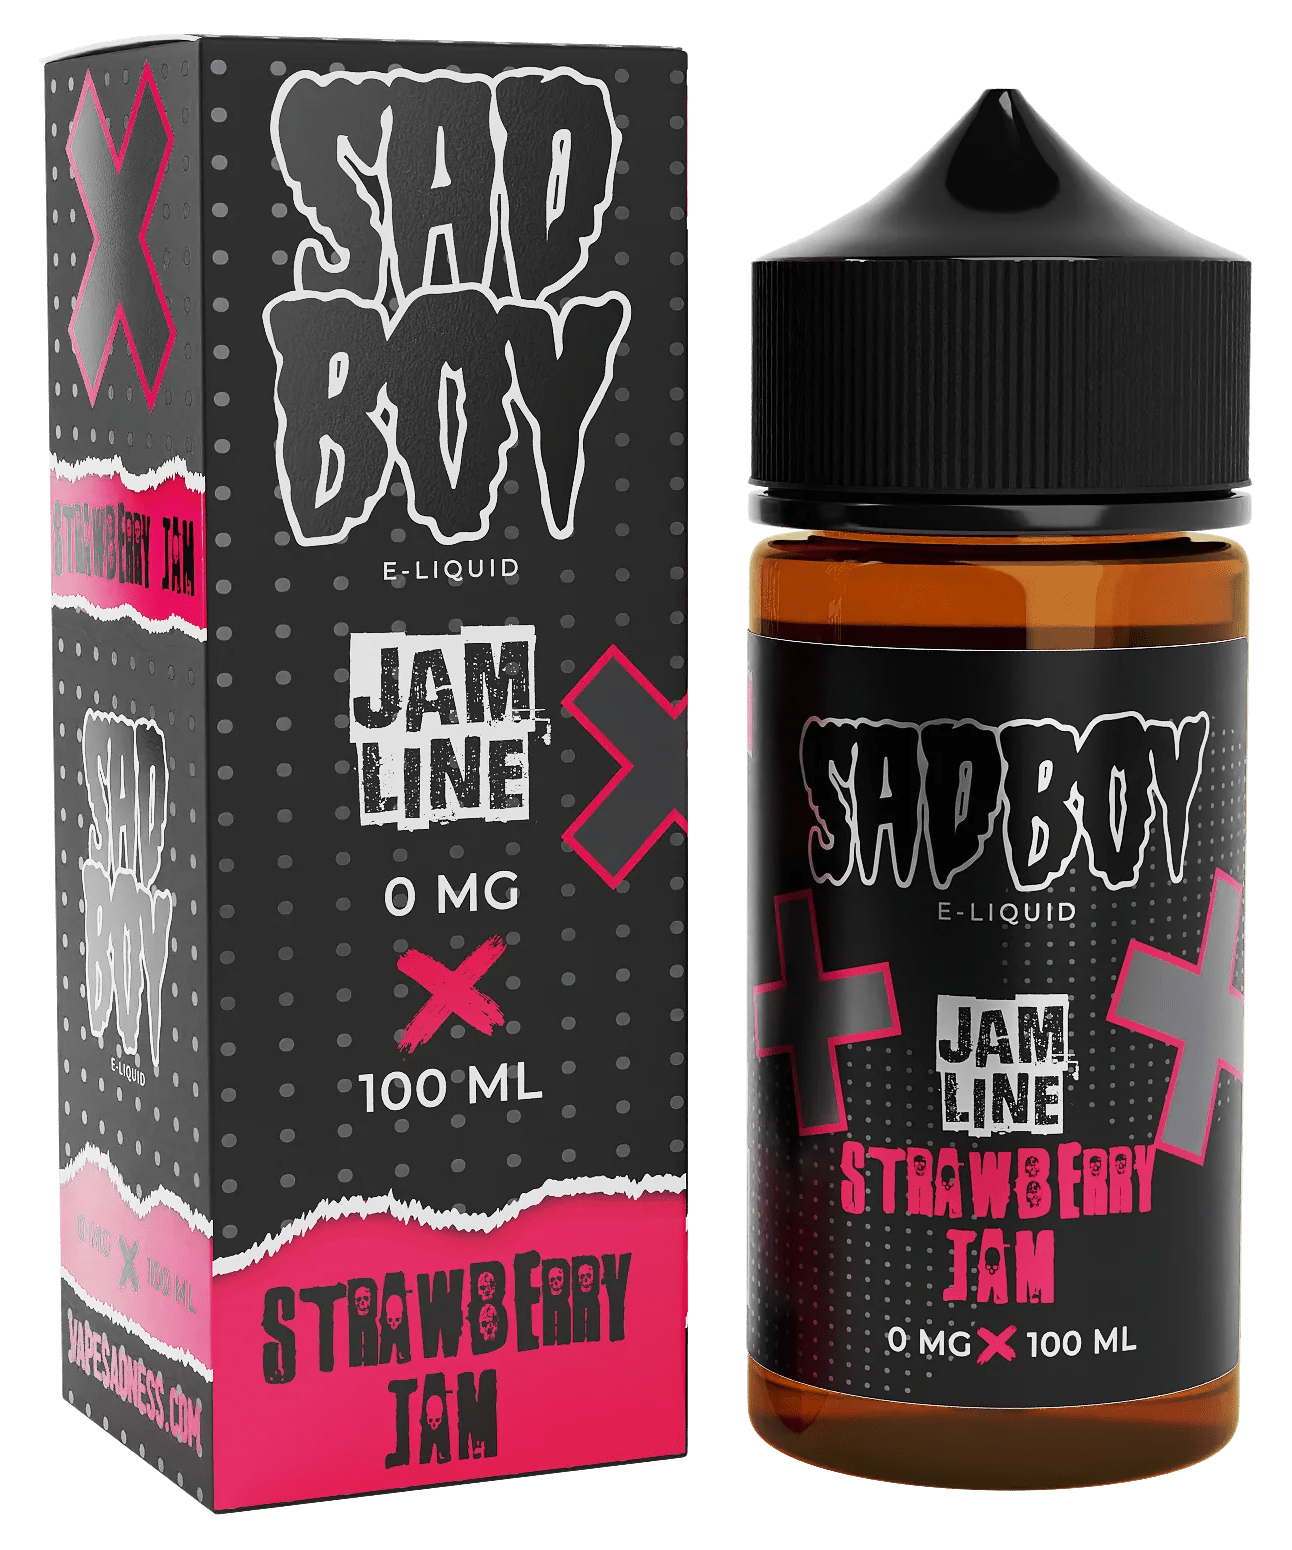 STRAWBERRY JAM
SAD
BOY
E-LIQUID
0 MG X 100 ML
VAPESADNESS.COM
SAD
BOY
E-LIQUID
JAM
LINE
0 MG
X
100 ML
STRAWBERRY
JAM
SADBOY
E-LIQUID
JAM
LINE
STRAWBERRY
JAM
0 MG X 100 ML